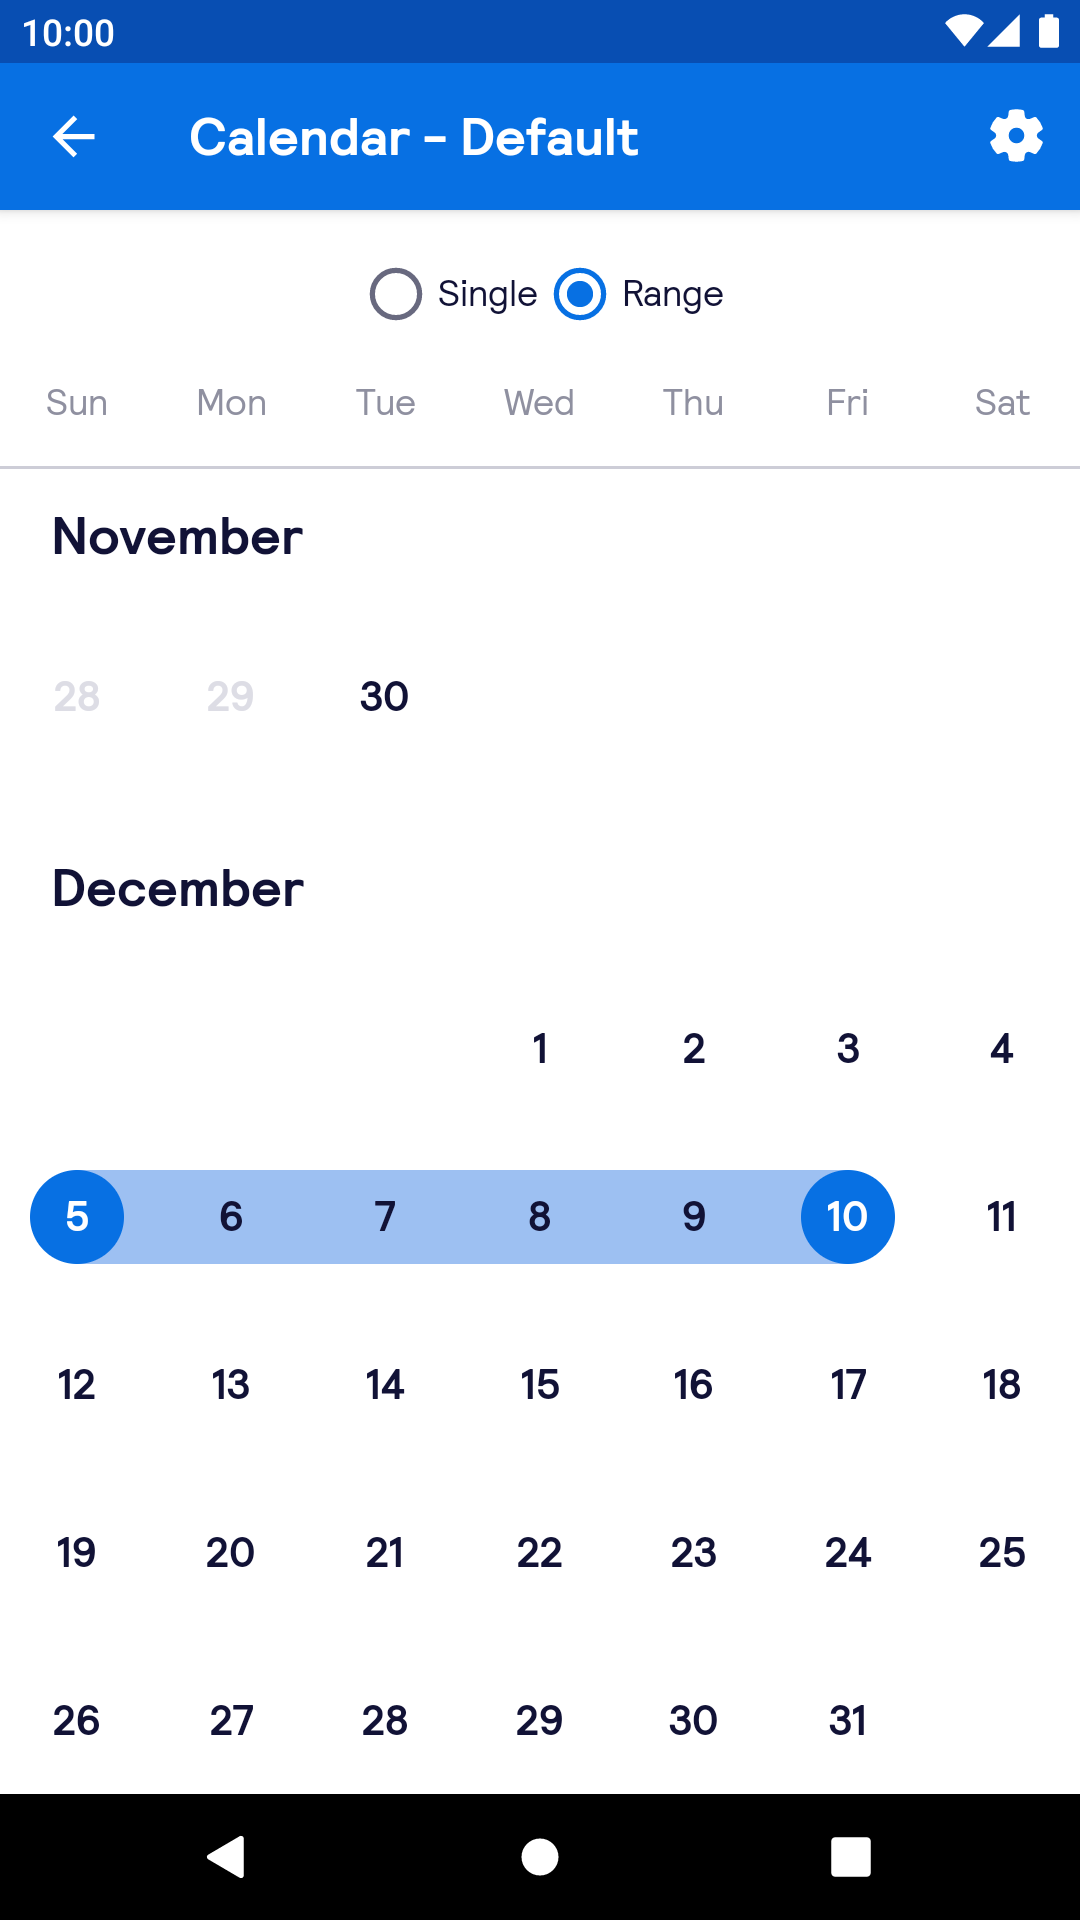 10:00
Calendar - Default
Single Range
Sun Mon Tue Wed Thu Fri Sat
November
28 29 30
December
1 2 3 4
5 6 7 8 9 10 11
12 13 14 15 16 17 18
19 20 21 22 23 24 25
26 27 28 29 30 31